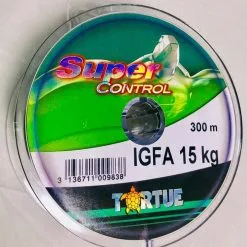 Super
CONTROL
300 m
IGFA 15 kg
3 136711 009838
TORTUE